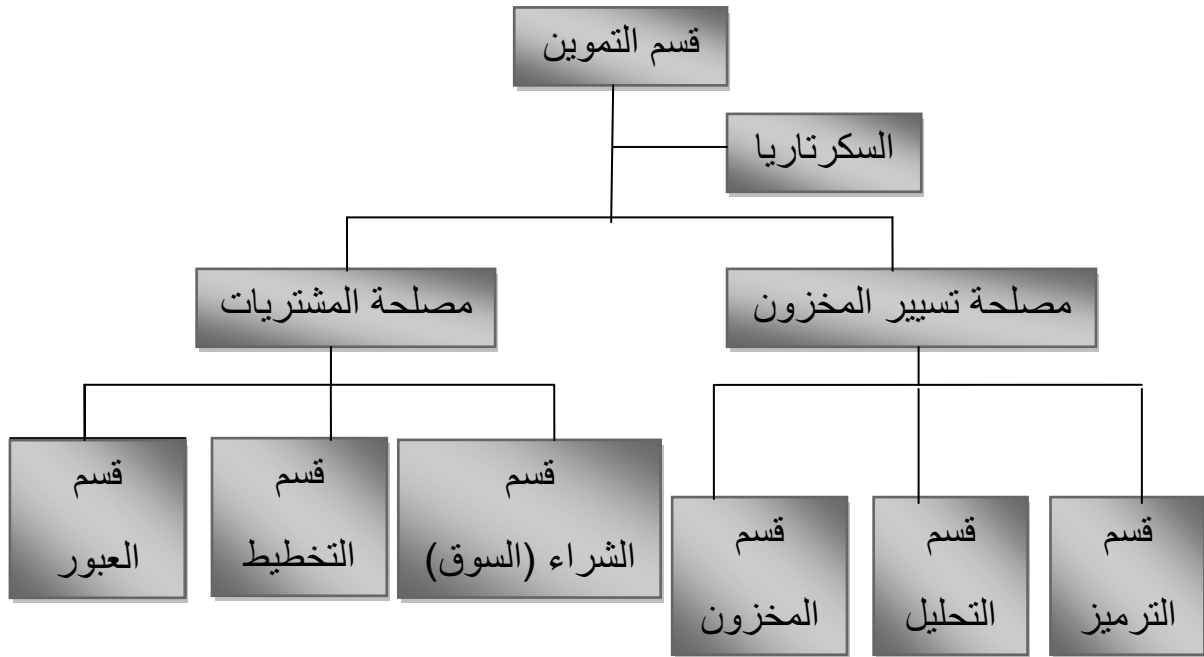 قسم التموين
السكرتاريا
مصلحة تسيير المخزون
مصلحة المشتريات
قسم
الترميز
قسم
التحليل
قسم
المخزون
قسم
الشراء (السوق)
قسم
التخطيط
قسم
العبور